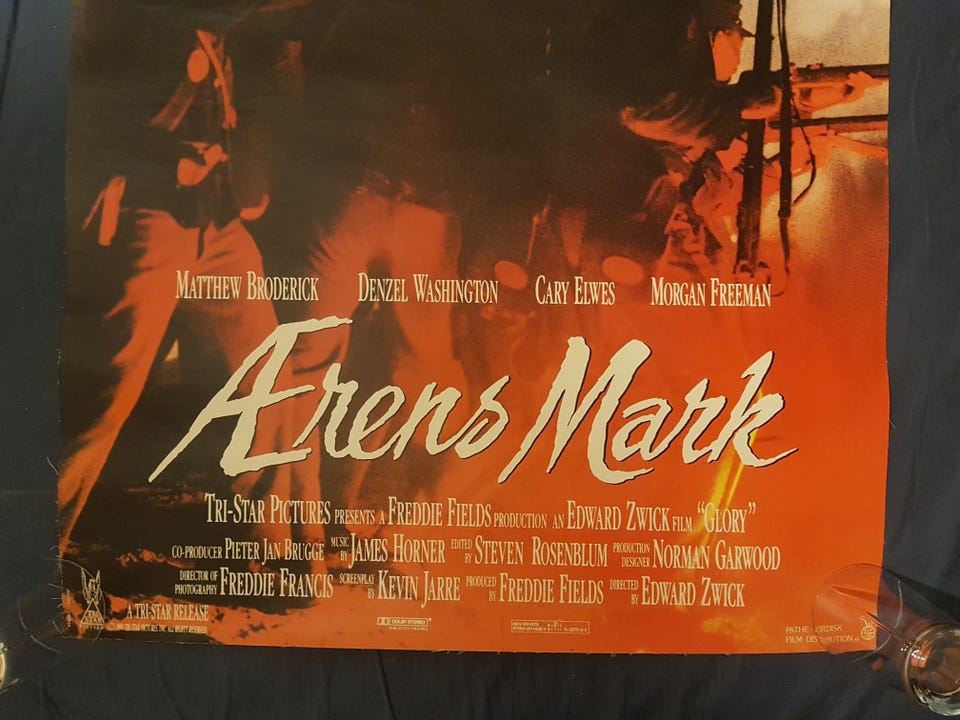 MATTHEW BRODERICK DENZEL WASHINGTON CARY ELWES MORGAN FREEMAN
Ærens Mark
TRI-STAR PICTURES PRESENTS A FREDDIE FIELDS PRODUCTION AN EDWARD ZWICK FILM "GLORY"
CO-PRODUCER PIETER JAN BRUGGE MUSIC BY JAMES HORNER EDITED BY STEVEN ROSENBLUM PRODUCTION DESIGNER NORMAN GARWOOD
DIRECTOR OF PHOTOGRAPHY FREDDIE FRANCIS SCREENPLAY BY KEVIN JARRE PRODUCED BY FREDDIE FIELDS DIRECTED BY EDWARD ZWICK
A TRI-STAR RELEASE
DOLBY STEREO
PATHE NORDISK
FILM DISTRIBUTION